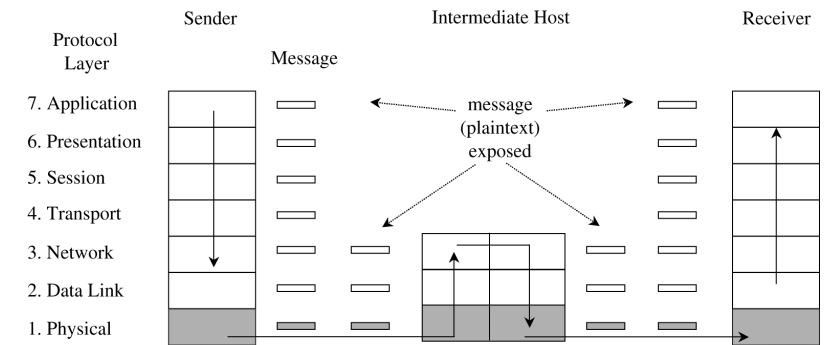 Sender
Intermediate Host
Receiver
Protocol
Layer
Message
7. Application
6. Presentation
5. Session
4. Transport
3. Network
2. Data Link
1. Physical
message
(plaintext)
exposed